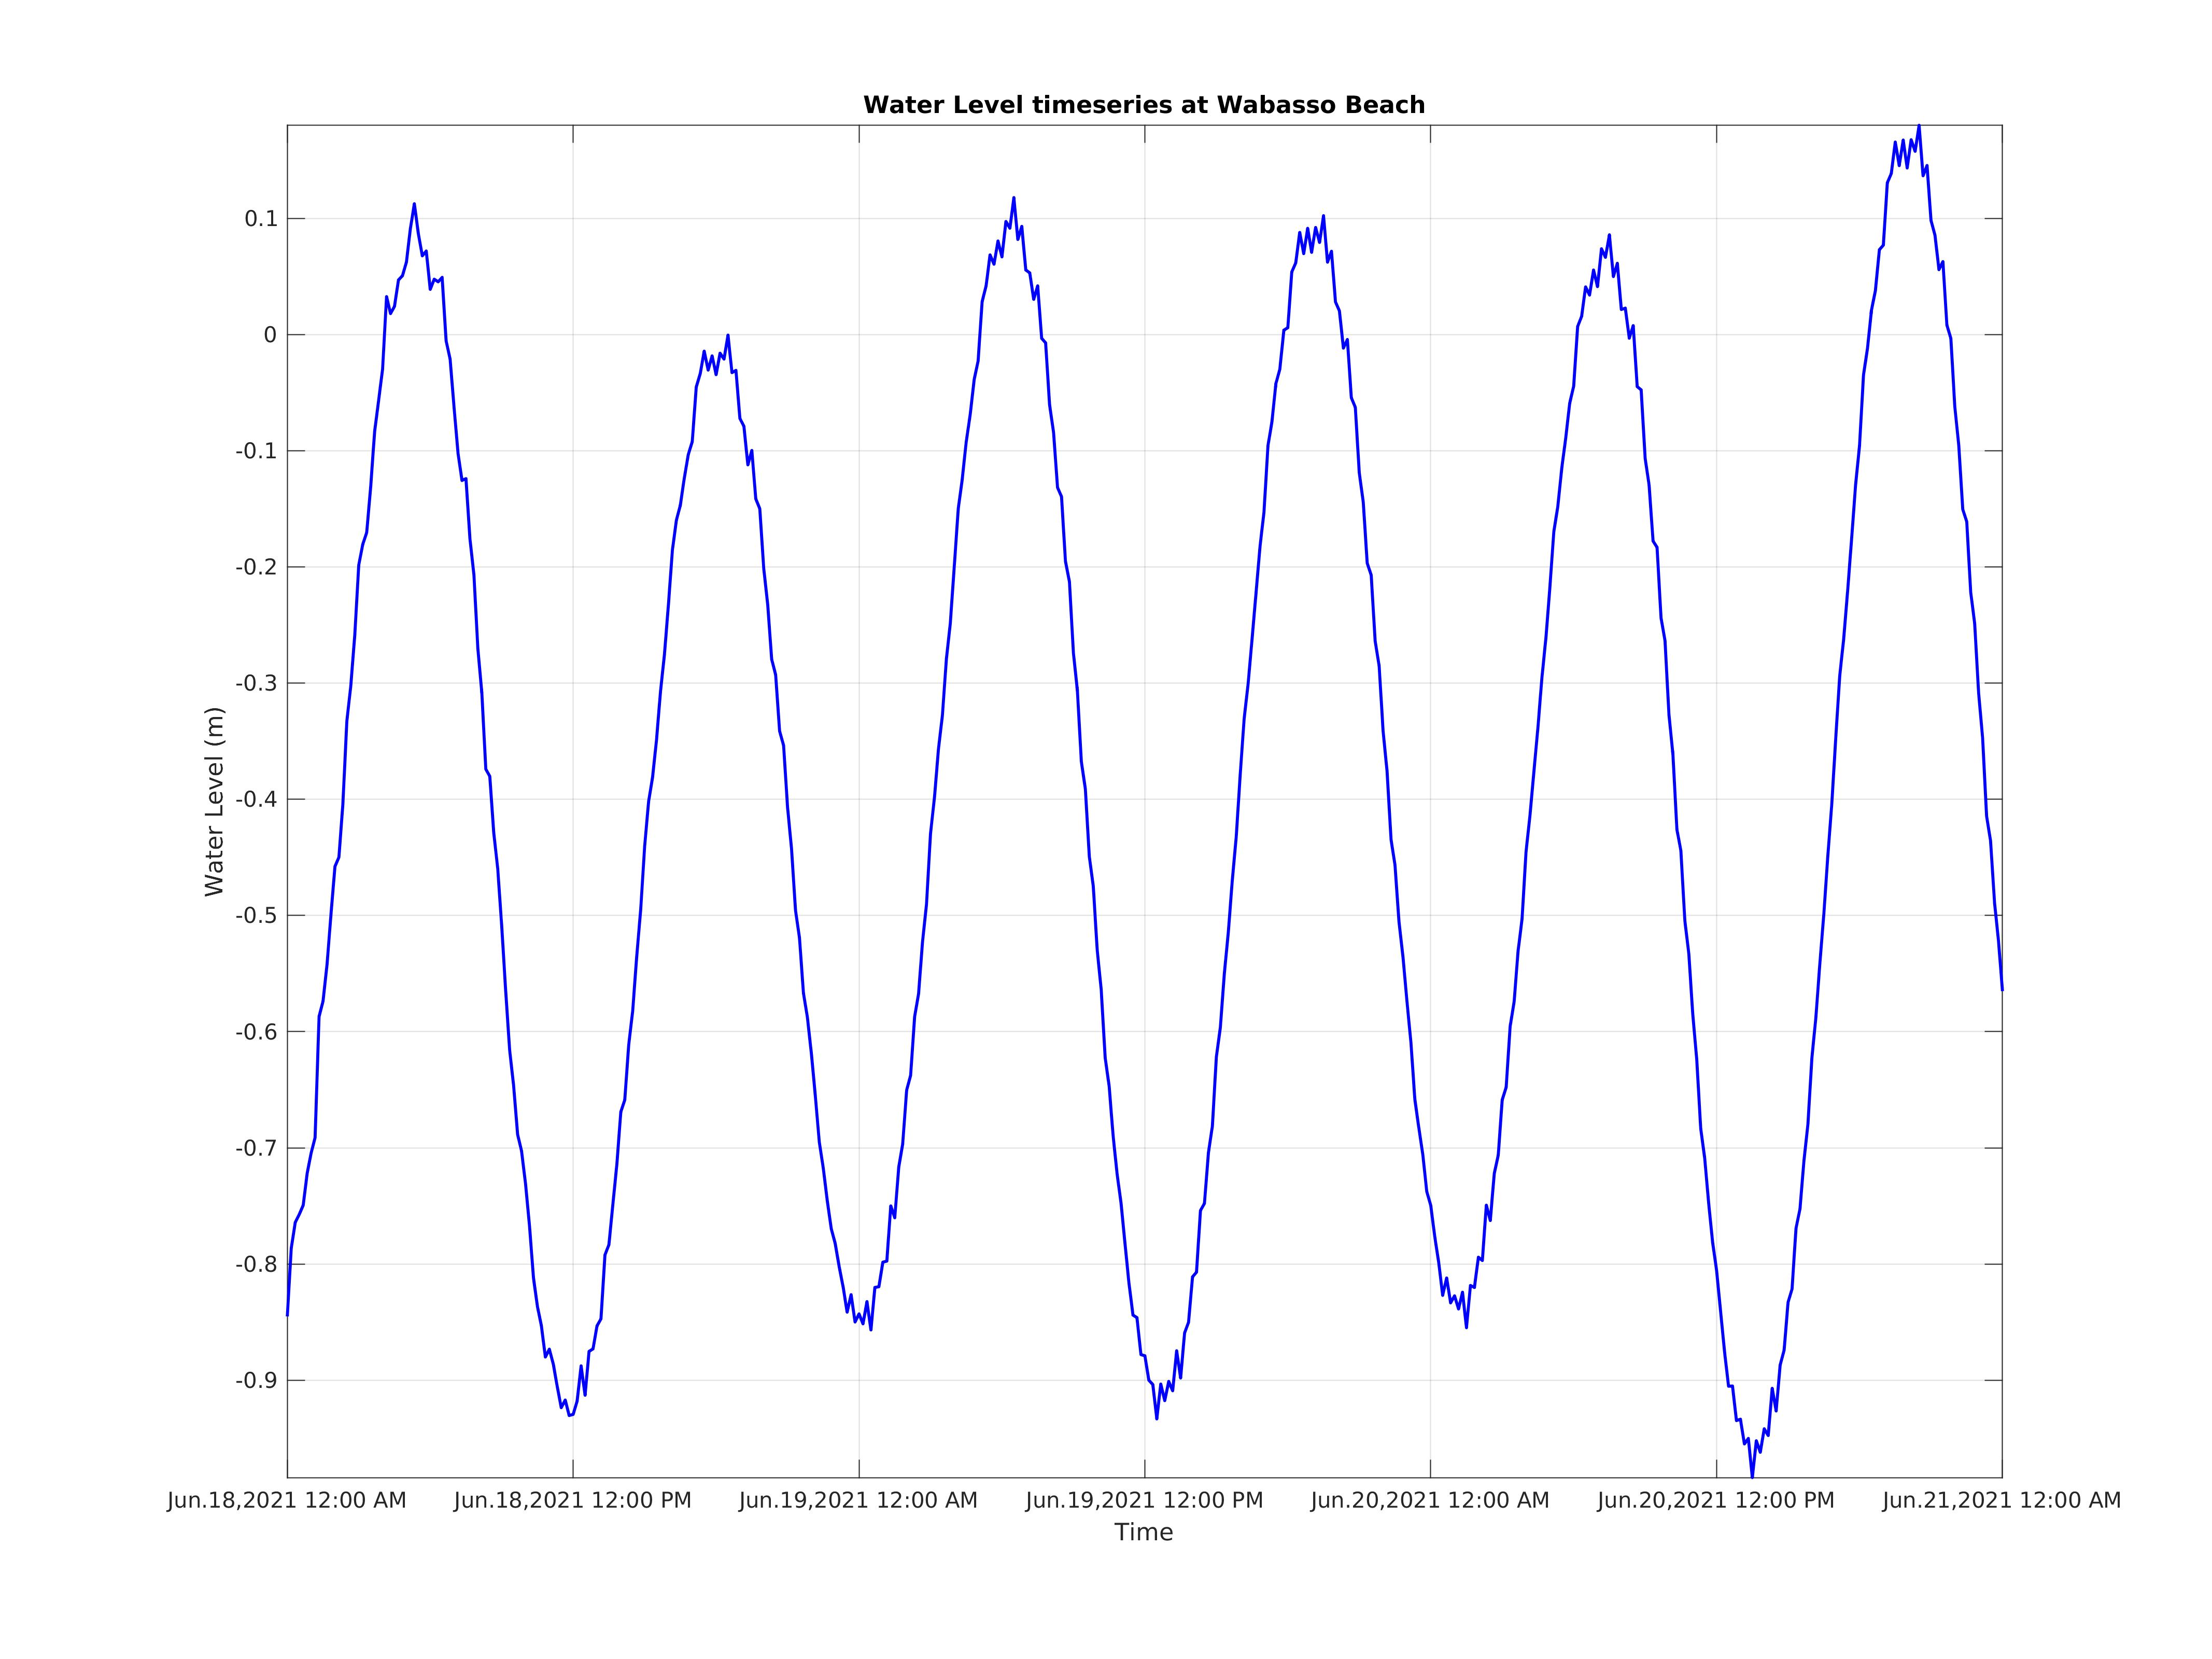 Water Level timeseries at Wabasso Beach
0.1
0
-0.1
-0.2
-0.3
-0.4
-0.5
-0.6
-0.7
-0.8
-0.9
Water Level (m)
Jun.18,2021 12:00 AM
Jun.18,2021 12:00 PM
Jun.19,2021 12:00 AM
Jun.19,2021 12:00 PM
Jun.20,2021 12:00 AM
Jun.20,2021 12:00 PM
Jun.21,2021 12:00 AM
Time